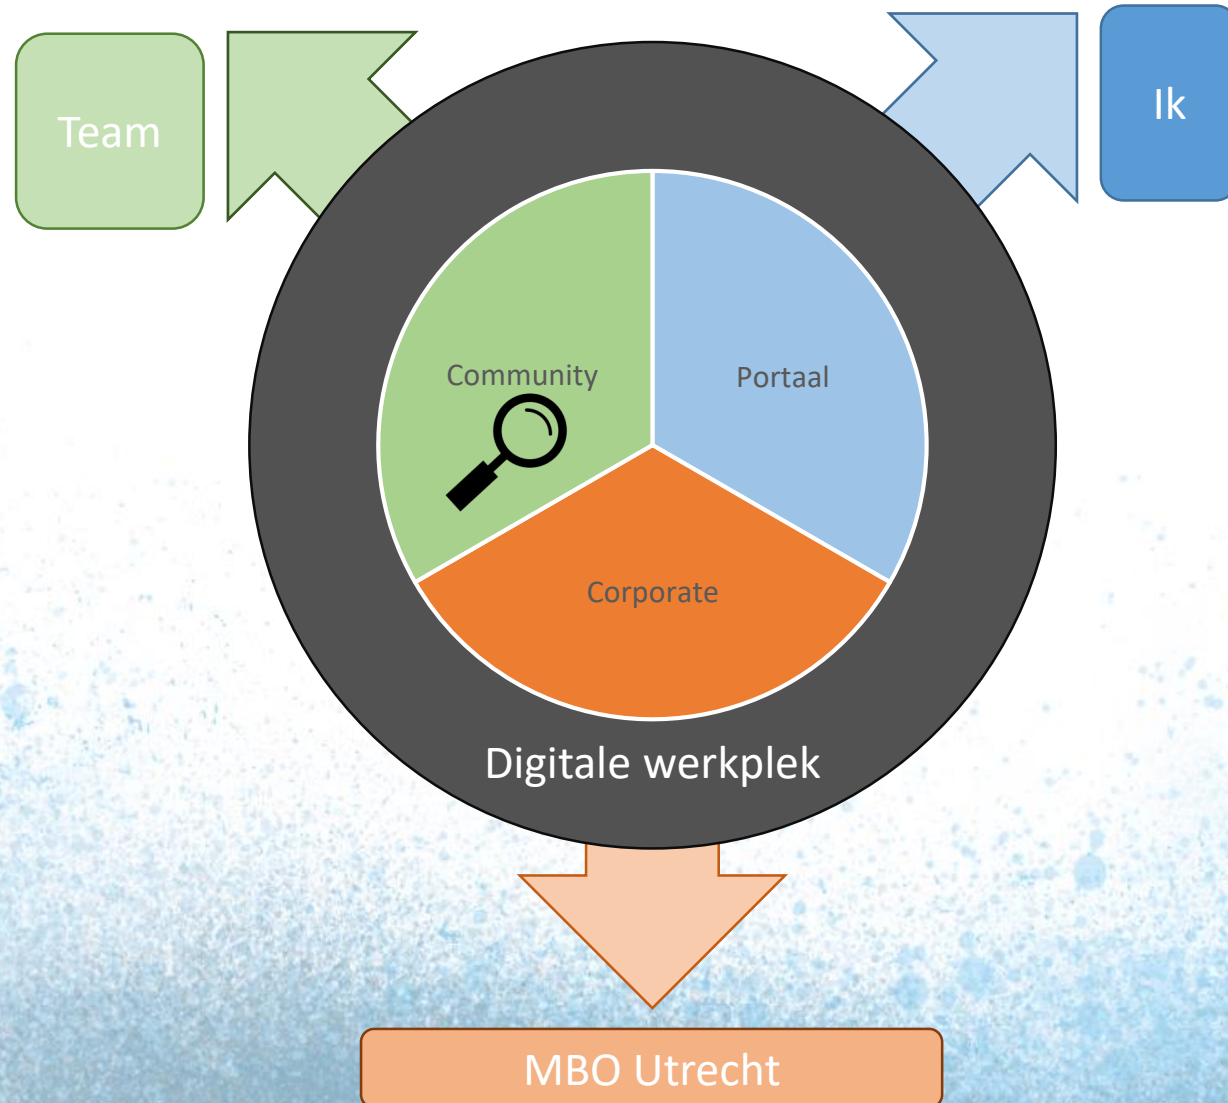 Team
Ik
Community
Portaal
Corporate
Digitale werkplek
MBO Utrecht